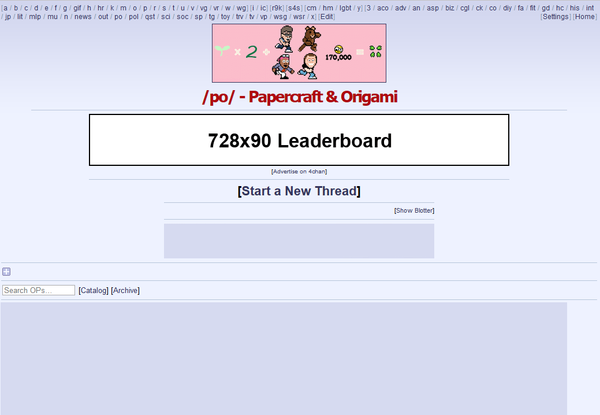 [a / b / c / d / e / f / g / gif / h / hr / k / m / o / p / r / s / t / u / v / vg / vr / w / wg] [i / ic] [r9k] [s4s] [cm / hm / lgbt / y] [3 / aco / adv / an / asp / biz / cgl / ck / co / diy / fa / fit / gd / hc / his / int
/ jp / lit / mlp / mu / n / news / out / po / pol / qst / sci / soc / sp / tg / toy / trv / tv / vp / wsg / wsr / x] [Edit] [Settings] [Home]
x 2 + 170,000 =
/po/ - Papercraft & Origami
728x90 Leaderboard
[Advertise on 4chan]
[Start a New Thread]
[Show Blotter]
Search OPs… [Catalog] [Archive]